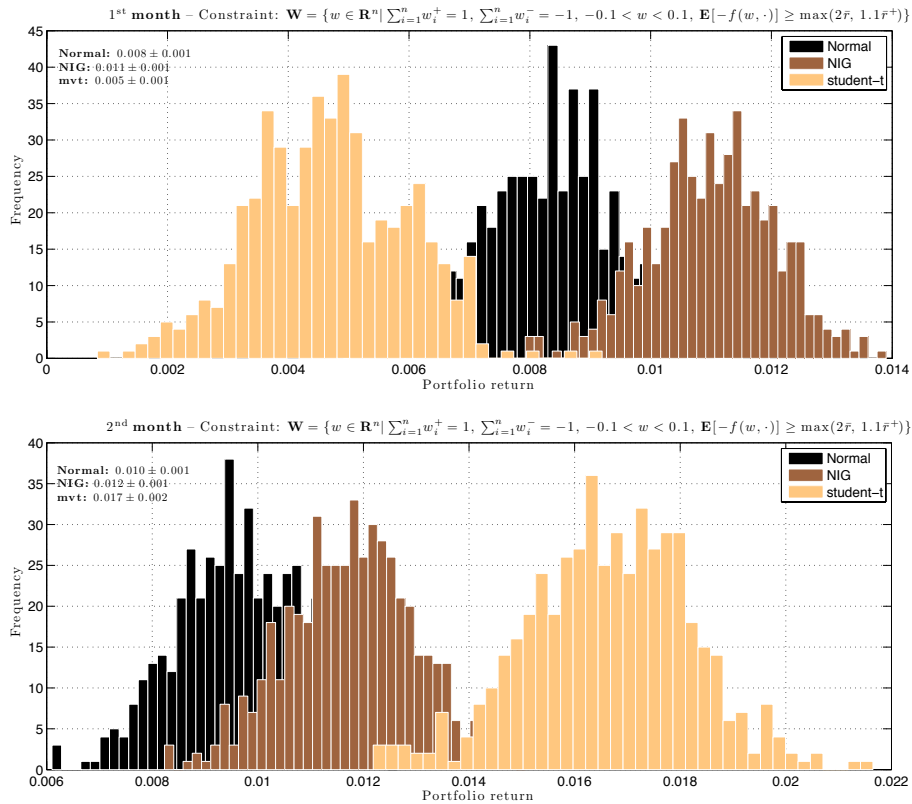 1ˢᵗ month – Constraint: W = {w ∈ Rⁿ| ∑ⁿᵢ₌₁ wᵢ⁺ = 1, ∑ⁿᵢ₌₁ wᵢ⁻ = −1, −0.1 < w < 0.1, E[−f(w, ·)] ≥ max(2r̄, 1.1r̄⁺)}
45
40
35
30
25
20
15
10
5
0
Frequency
Normal: 0.008 ± 0.001
NIG: 0.011 ± 0.001
mvt: 0.005 ± 0.001
Normal
NIG
student−t
0 0.002 0.004 0.006 0.008 0.01 0.012 0.014
Portfolio return
2ⁿᵈ month – Constraint: W = {w ∈ Rⁿ| ∑ⁿᵢ₌₁ wᵢ⁺ = 1, ∑ⁿᵢ₌₁ wᵢ⁻ = −1, −0.1 < w < 0.1, E[−f(w, ·)] ≥ max(2r̄, 1.1r̄⁺)}
40
35
30
25
20
15
10
5
0
Frequency
Normal: 0.010 ± 0.001
NIG: 0.012 ± 0.001
mvt: 0.017 ± 0.002
Normal
NIG
student−t
0.006 0.008 0.01 0.012 0.014 0.016 0.018 0.02 0.022
Portfolio return